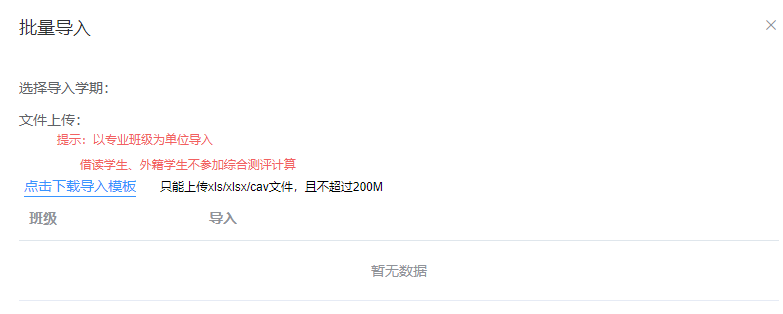 批量导入
选择导入学期：
文件上传：
提示：以专业班级为单位导入
借读学生、外籍学生不参加综合测评计算
点击下载导入模板 只能上传xls/xlsx/cav文件，且不超过200M
班级 导入
暂无数据